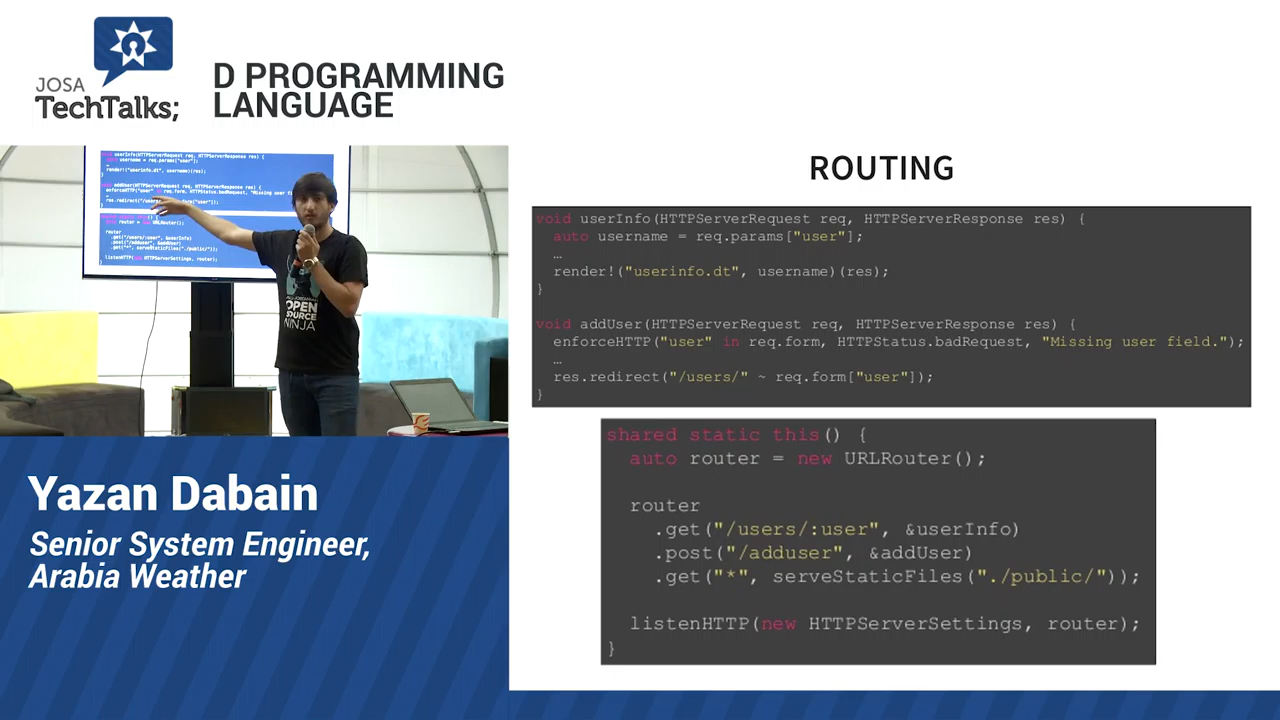 JOSA
TechTalks;
D PROGRAMMING
LANGUAGE
OPEN
SOURCE
NINJA
Yazan Dabain
Senior System Engineer,
Arabia Weather
ROUTING
void userInfo(HTTPServerRequest req, HTTPServerResponse res) {
  auto username = req.params["user"];
  …
  render!("userinfo.dt", username)(res);
}
void addUser(HTTPServerRequest req, HTTPServerResponse res) {
  enforceHTTP("user" in req.form, HTTPStatus.badRequest, "Missing user field.");
  …
  res.redirect("/users/" ~ req.form["user"]);
}
shared static this() {
  auto router = new URLRouter();
  router
    .get("/users/:user", &userInfo)
    .post("/adduser", &addUser)
    .get("*", serveStaticFiles("./public/"));
  listenHTTP(new HTTPServerSettings, router);
}